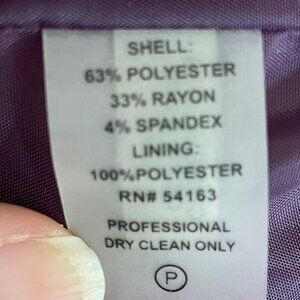 SHELL:
63% POLYESTER
33% RAYON
4% SPANDEX
LINING:
100%POLYESTER
RN# 54163
PROFESSIONAL
DRY CLEAN ONLY
P